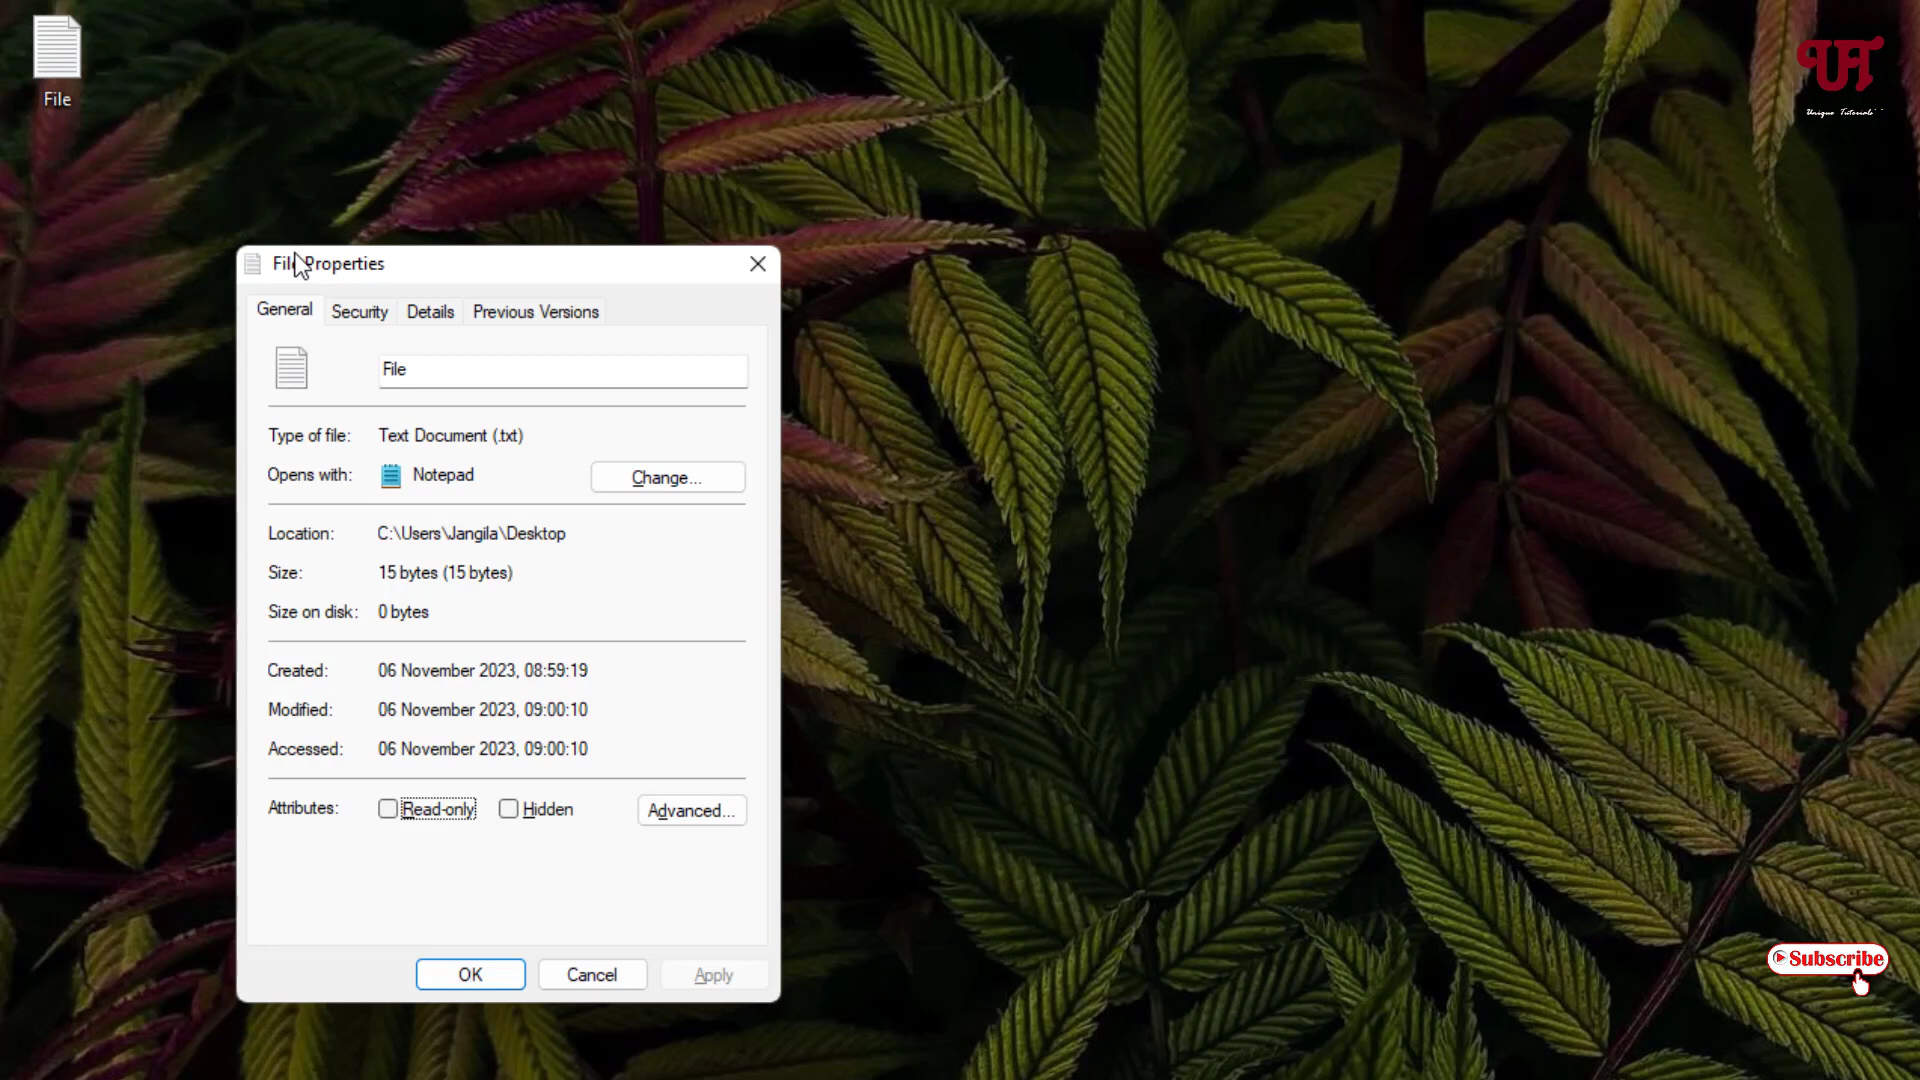 File
UT
Unique Tutorials
File Properties
General Security Details Previous Versions
File
Type of file: Text Document (.txt)
Opens with: Notepad Change...
Location: C:\Users\Jangila\Desktop
Size: 15 bytes (15 bytes)
Size on disk: 0 bytes
Created: 06 November 2023, 08:59:19
Modified: 06 November 2023, 09:00:10
Accessed: 06 November 2023, 09:00:10
Attributes: Read-only Hidden Advanced...
OK Cancel Apply
Subscribe